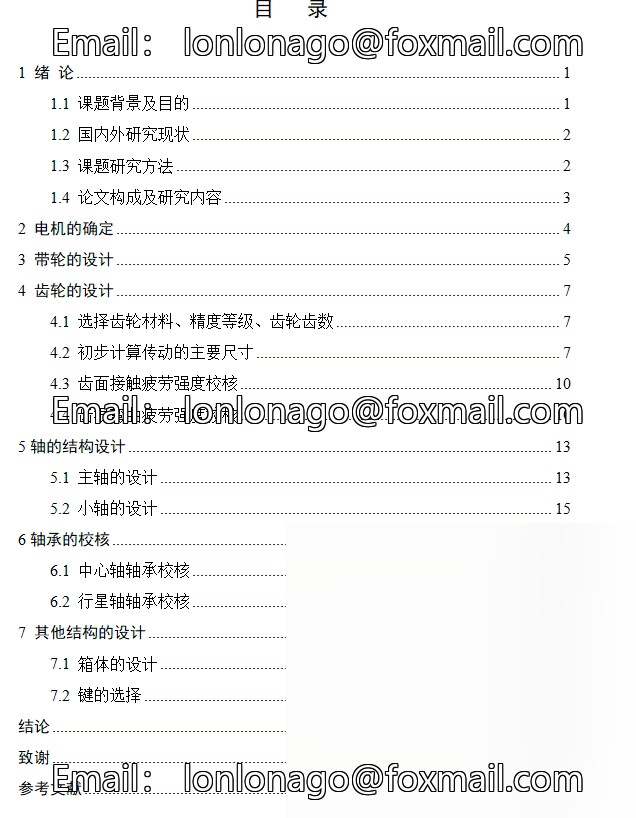 目 录
Email： lonlonago@foxmail.com
1 绪 论 1
1.1 课题背景及目的 1
1.2 国内外研究现状 2
1.3 课题研究方法 2
1.4 论文构成及研究内容 3
2 电机的确定 4
3 带轮的设计 5
4 齿轮的设计 7
4.1 选择齿轮材料、精度等级、齿轮齿数 7
4.2 初步计算传动的主要尺寸 7
4.3 齿面接触疲劳强度校核 10
Email： lonlonago@foxmail.com
5 轴的结构设计 13
5.1 主轴的设计 13
5.2 小轴的设计 15
6 轴承的校核
6.1 中心轴轴承校核
6.2 行星轴轴承校核
7 其他结构的设计
7.1 箱体的设计
7.2 键的选择
结论
致谢
Email： lonlonago@foxmail.com
参考文献